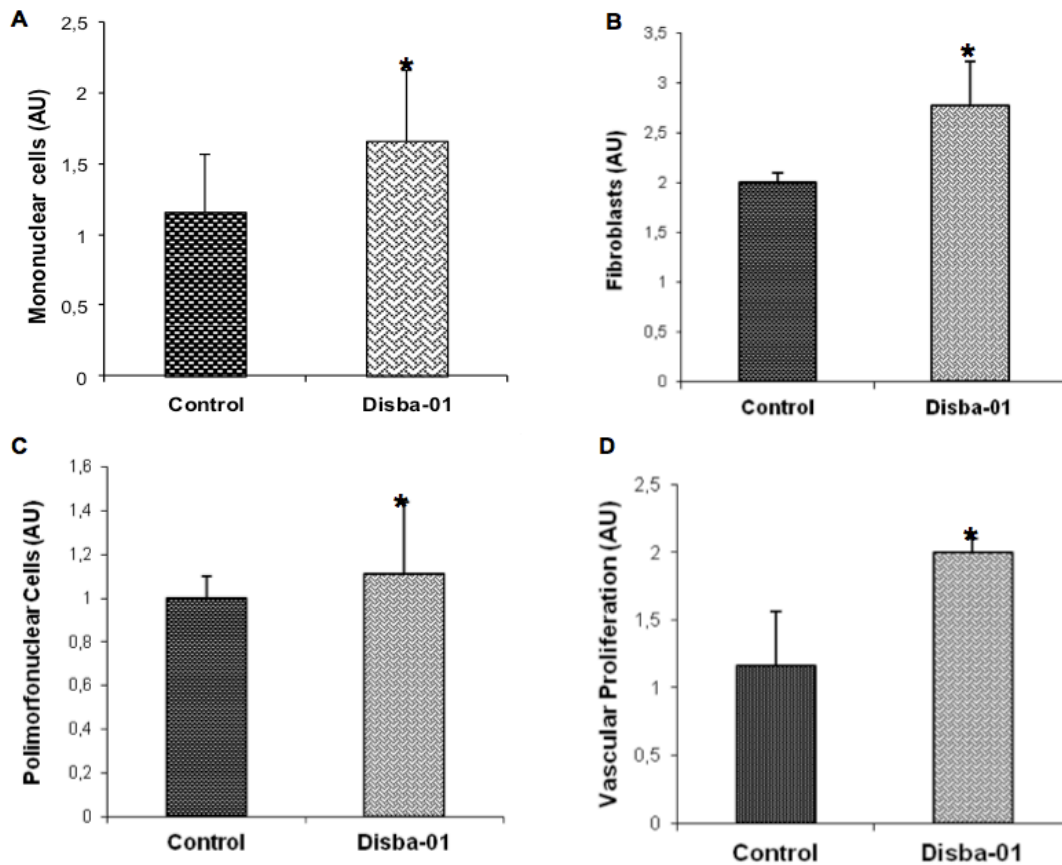 A
Mononuclear cells (AU)
2,5
2
1,5
1
0,5
0
*
Control Disba-01
B
Fibroblasts (AU)
3,5
3
2,5
2
1,5
1
0,5
0
*
Control Disba-01
C
Polimorfonuclear Cells (AU)
1,6
1,4
1,2
1
0,8
0,6
0,4
0,2
0
*
Control Disba-01
D
Vascular Proliferation (AU)
2,5
2
1,5
1
0,5
0
*
Control Disba-01